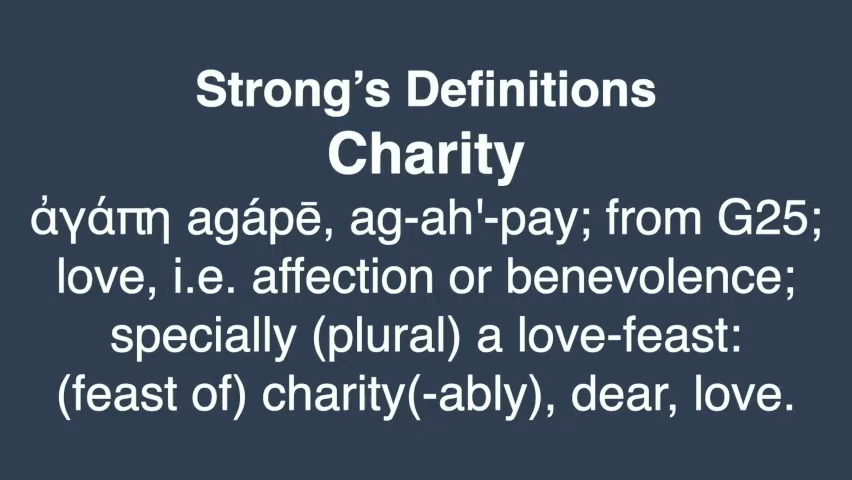 Strong’s Definitions
Charity
ἀγάπη agápē, ag-ah'-pay; from G25;
love, i.e. affection or benevolence;
specially (plural) a love-feast:
(feast of) charity(-ably), dear, love.